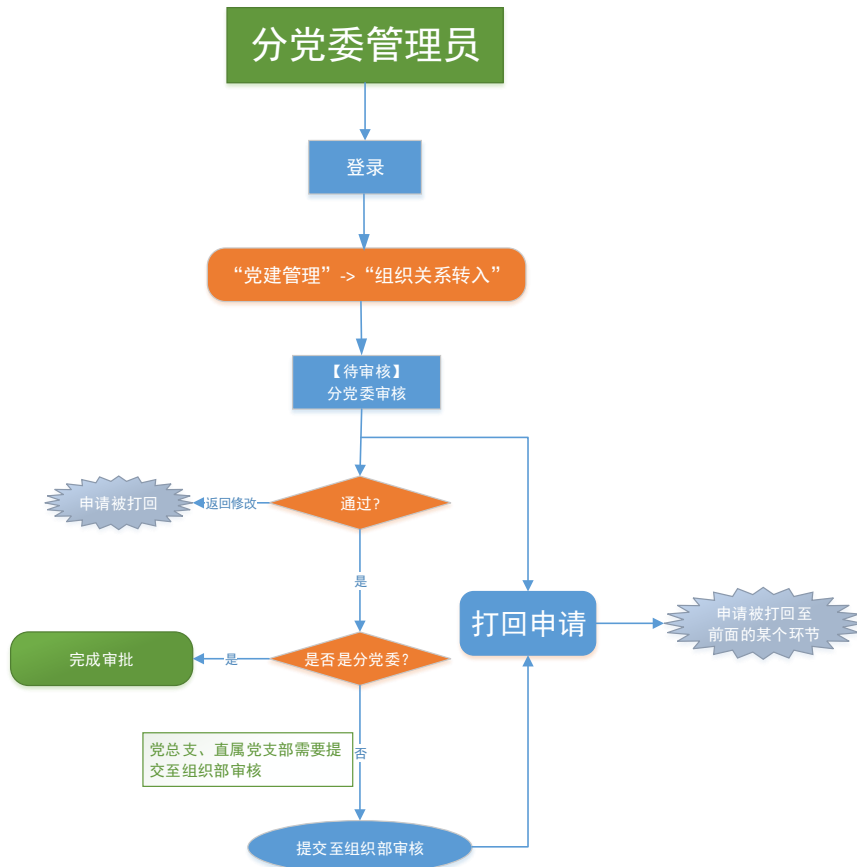 分党委管理员
登录
“党建管理”->“组织关系转入”
【待审核】
分党委审核
通过?
返回修改
申请被打回
是
打回申请
申请被打回至
前面的某个环节
是否是分党委?
是
完成审批
党总支、直属党支部需要提
交至组织部审核
否
提交至组织部审核